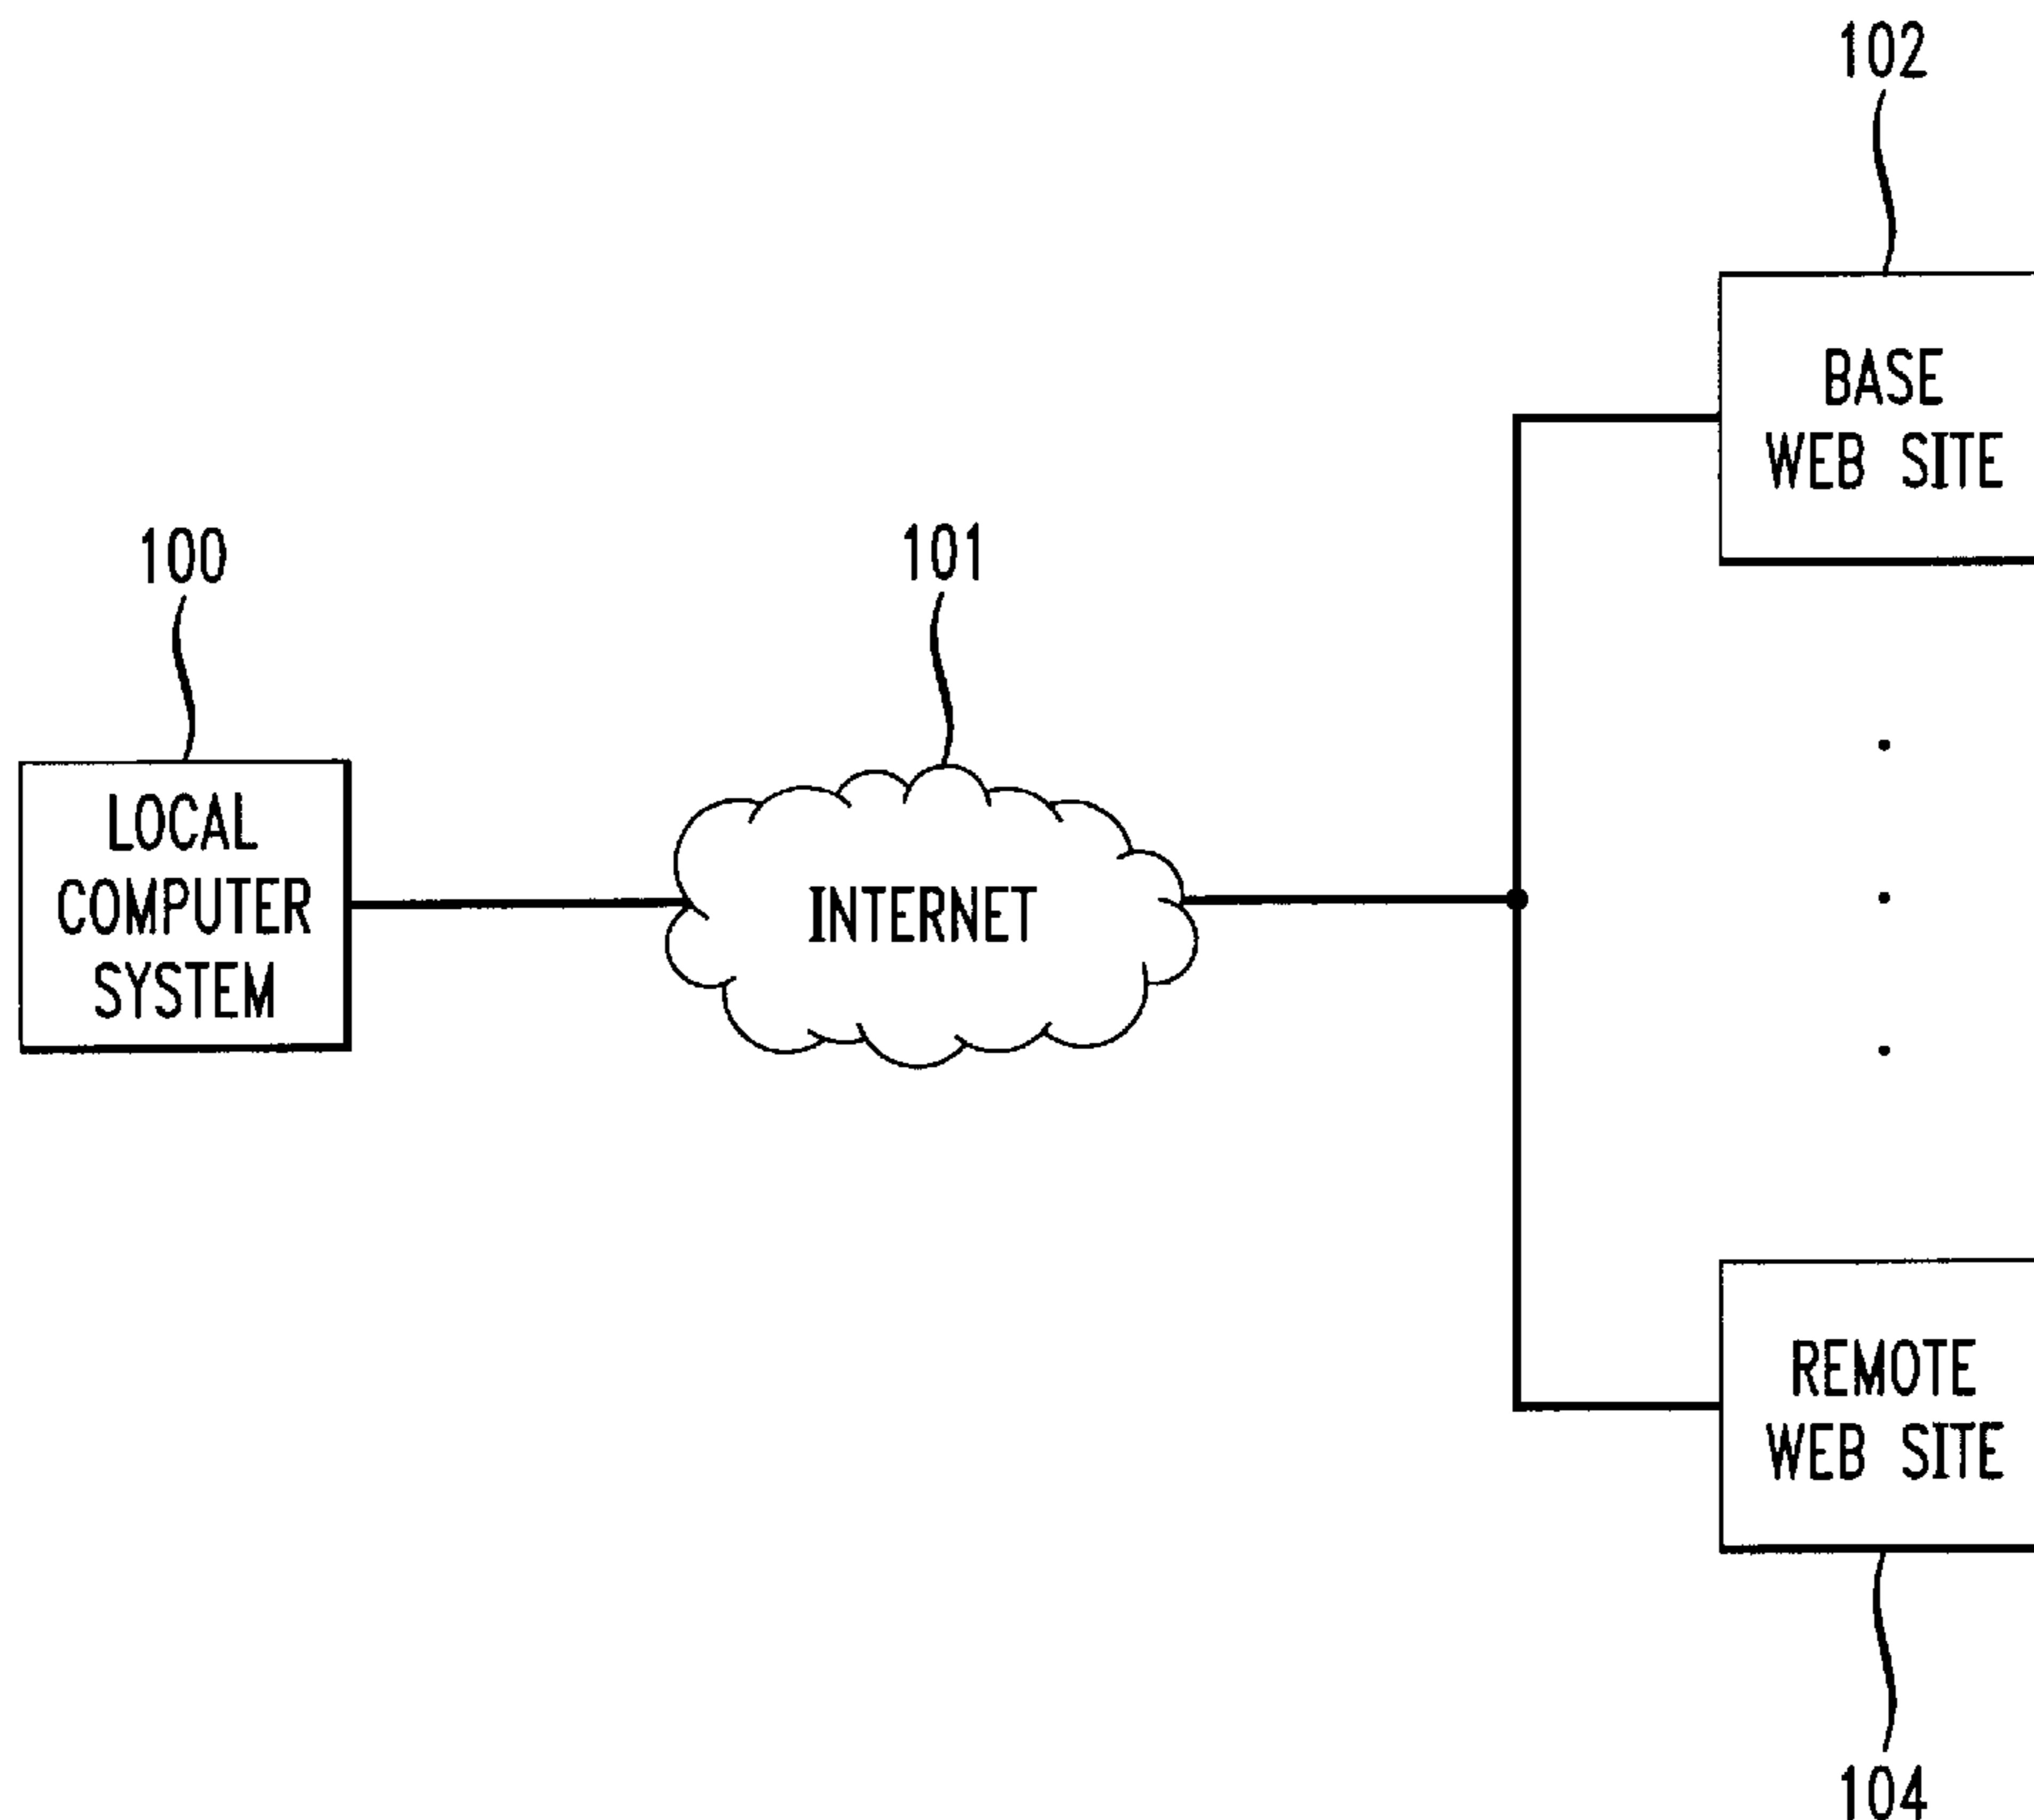 102
BASE
WEB SITE
100
101
LOCAL
COMPUTER
SYSTEM
INTERNET
REMOTE
WEB SITE
104